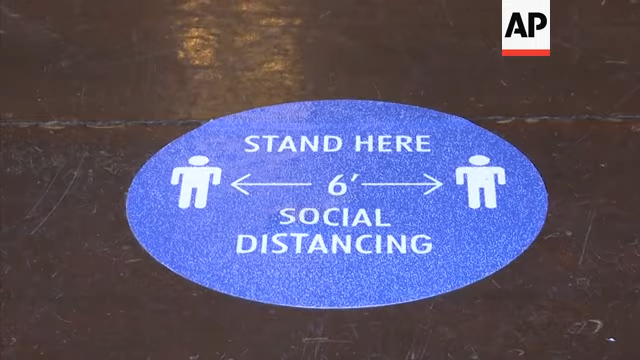 AP
STAND HERE
6′
SOCIAL
DISTANCING